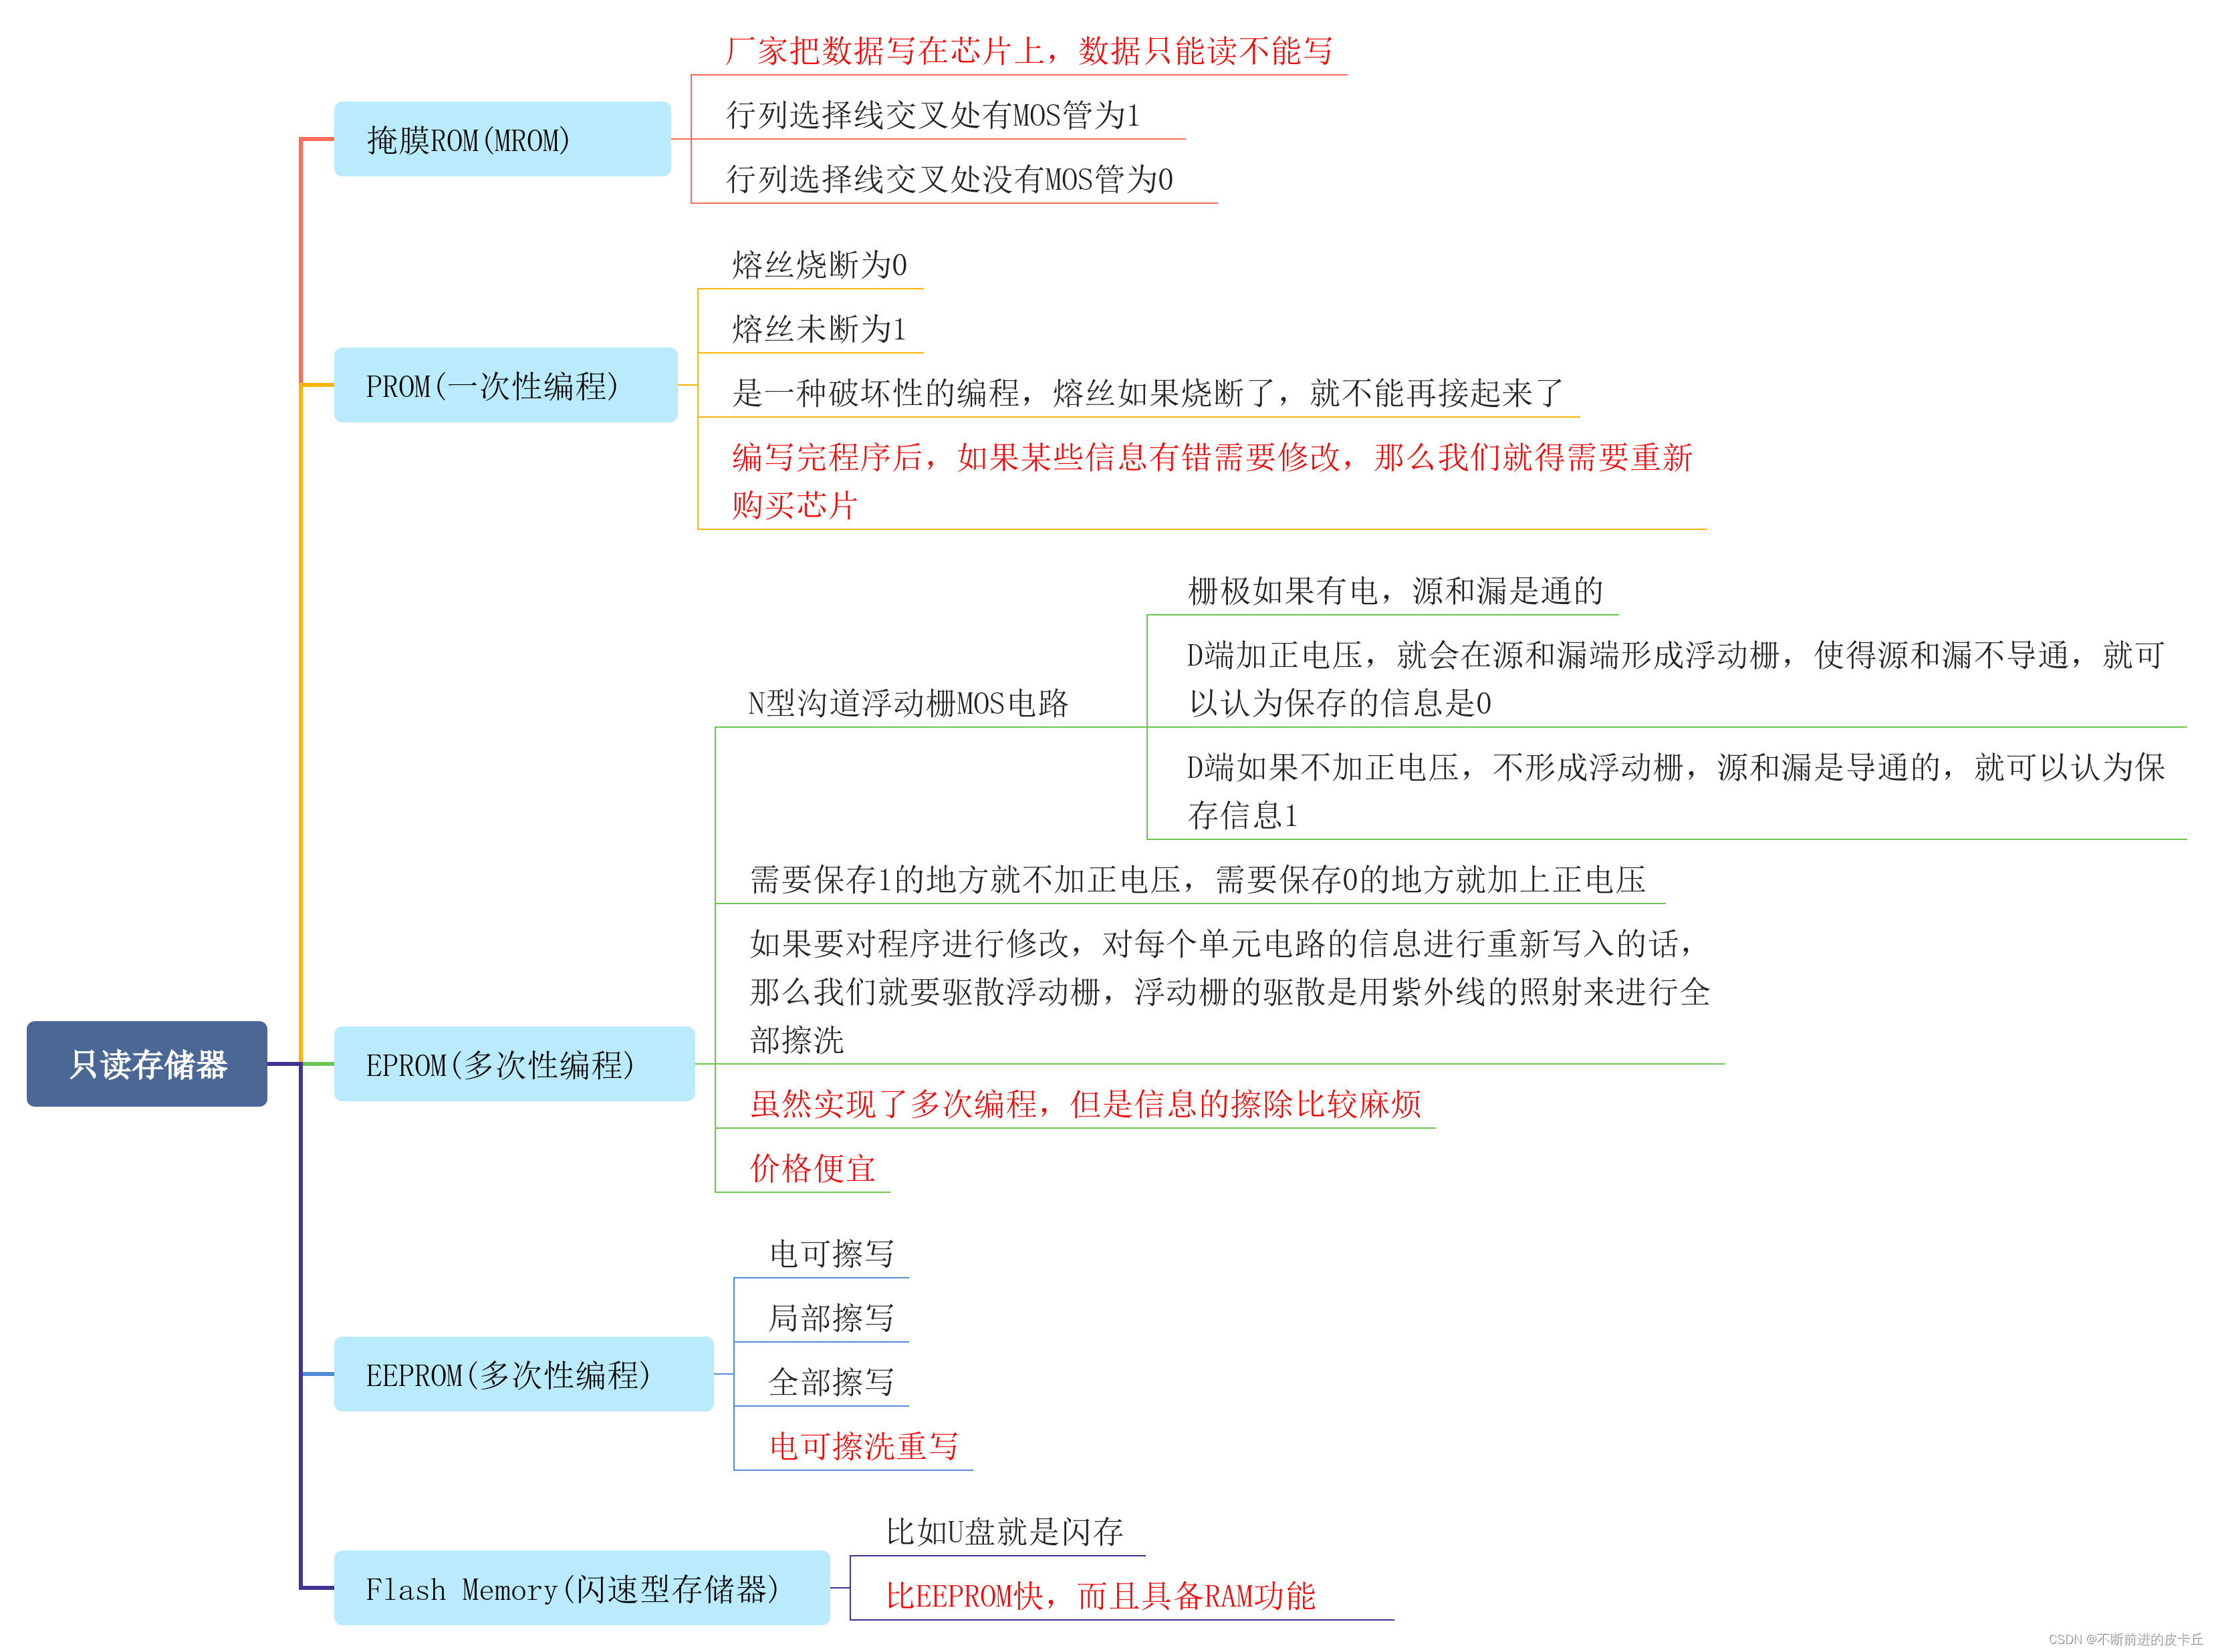 只读存储器
掩膜ROM(MROM)
厂家把数据写在芯片上，数据只能读不能写
行列选择线交叉处有MOS管为1
行列选择线交叉处没有MOS管为0
PROM(一次性编程)
熔丝烧断为0
熔丝未断为1
是一种破坏性的编程，熔丝如果烧断了，就不能再接起来了
编写完程序后，如果某些信息有错需要修改，那么我们就得需要重新
购买芯片
EPROM(多次性编程)
N型沟道浮动栅MOS电路
栅极如果有电，源和漏是通的
D端加正电压，就会在源和漏端形成浮动栅，使得源和漏不导通，就可
以认为保存的信息是0
D端如果不加正电压，不形成浮动栅，源和漏是导通的，就可以认为保
存信息1
需要保存1的地方就不加正电压，需要保存0的地方就加上正电压
如果要对程序进行修改，对每个单元电路的信息进行重新写入的话，
那么我们就要驱散浮动栅，浮动栅的驱散是用紫外线的照射来进行全
部擦洗
虽然实现了多次编程，但是信息的擦除比较麻烦
价格便宜
EEPROM(多次性编程)
电可擦写
局部擦写
全部擦写
电可擦洗重写
Flash Memory(闪速型存储器)
比如U盘就是闪存
比EEPROM快，而且具备RAM功能
CSDN @不断前进的皮卡丘